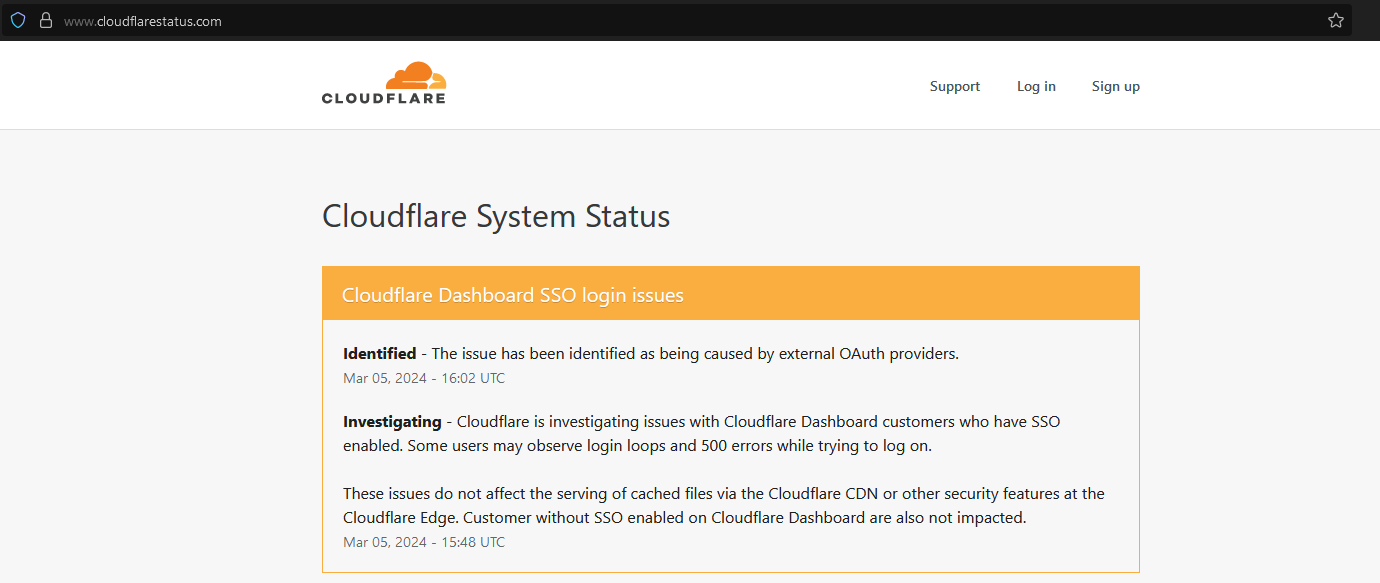 www.cloudflarestatus.com
CLOUDFLARE
Support Log in Sign up
Cloudflare System Status
Cloudflare Dashboard SSO login issues
Identified - The issue has been identified as being caused by external OAuth providers.
Mar 05, 2024 - 16:02 UTC
Investigating - Cloudflare is investigating issues with Cloudflare Dashboard customers who have SSO
enabled. Some users may observe login loops and 500 errors while trying to log on.
These issues do not affect the serving of cached files via the Cloudflare CDN or other security features at the
Cloudflare Edge. Customer without SSO enabled on Cloudflare Dashboard are also not impacted.
Mar 05, 2024 - 15:48 UTC